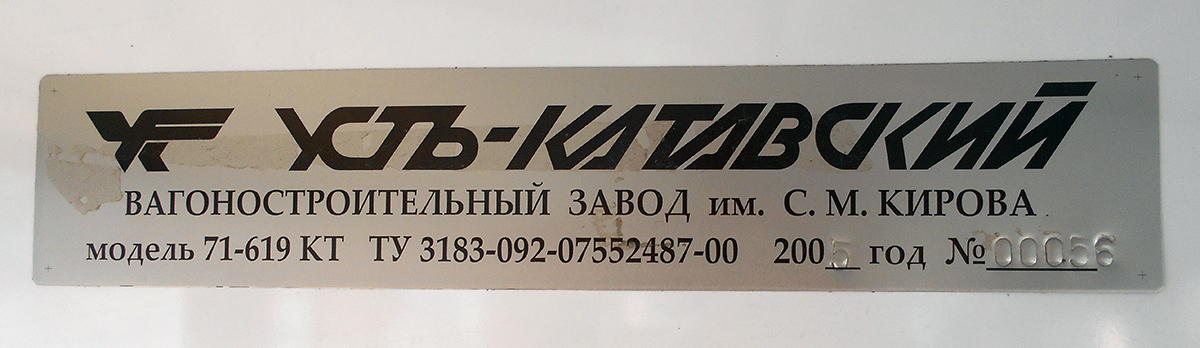 УСТЬ-КАТАВСКИЙ
ВАГОНОСТРОИТЕЛЬНЫЙ ЗАВОД им. С. М. КИРОВА
модель 71-619 КТ ТУ 3183-092-07552487-00 2005 год №00056